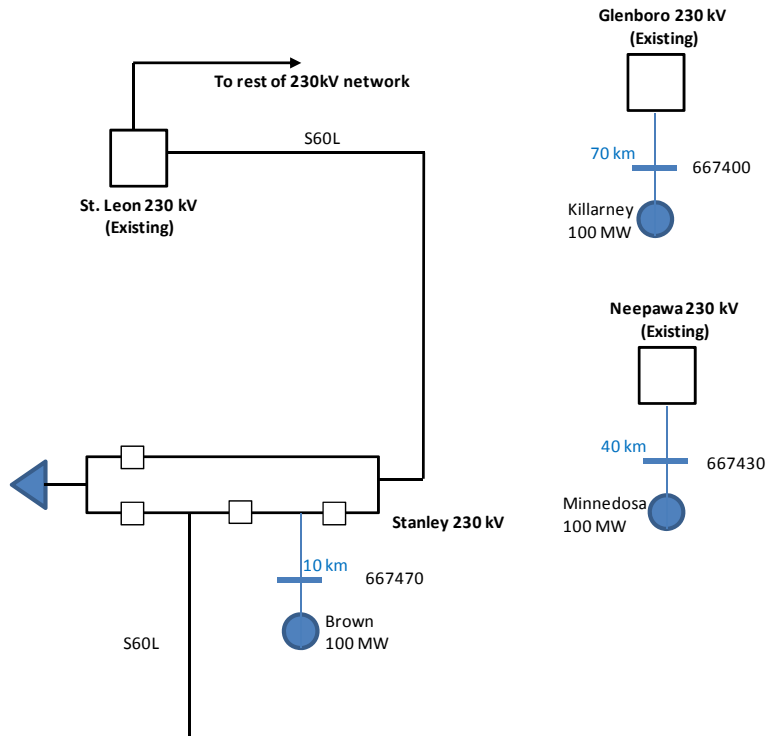 Glenboro 230 kV
(Existing)
To rest of 230kV network
S60L
70 km
667400
St. Leon 230 kV
(Existing)
Killarney
100 MW
Neepawa 230 kV
(Existing)
40 km
667430
Minnedosa
100 MW
Stanley 230 kV
10 km
667470
Brown
100 MW
S60L